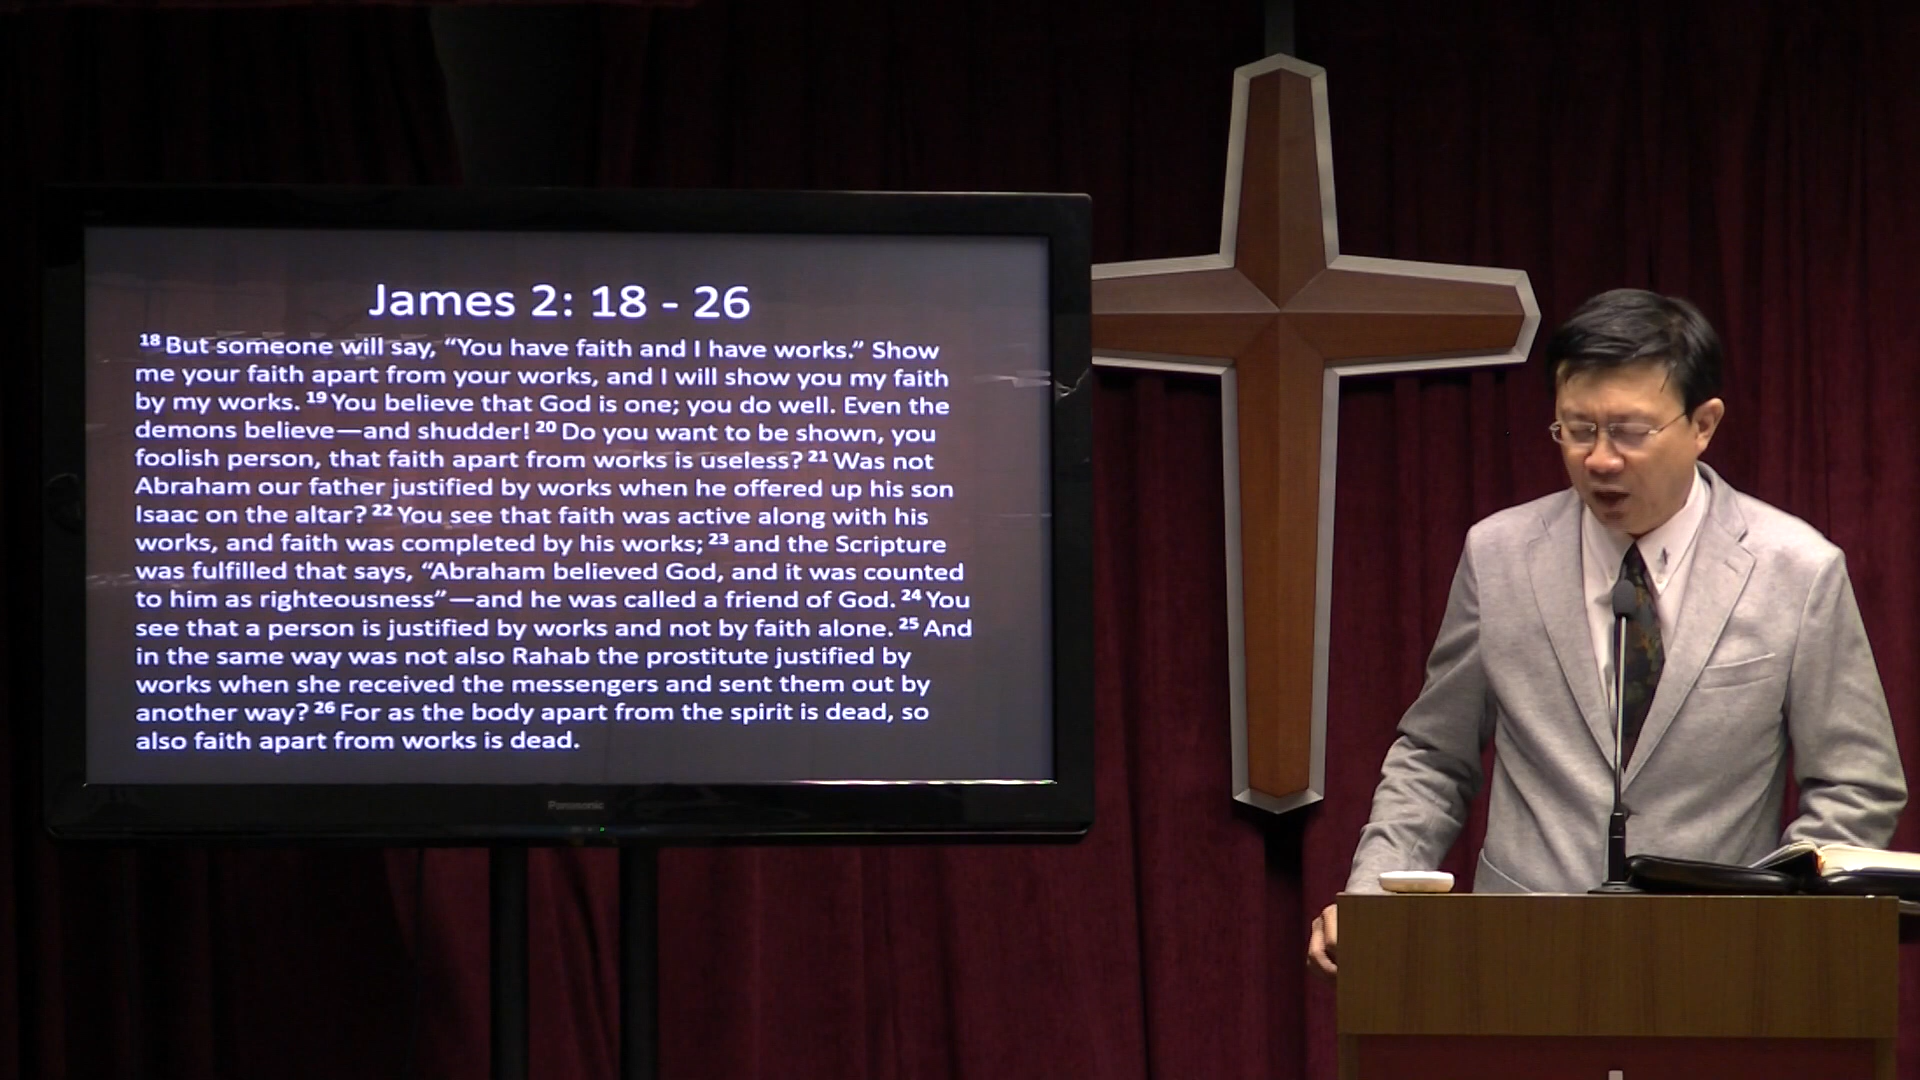 James 2: 18 - 26
18 But someone will say, “You have faith and I have works.” Show
me your faith apart from your works, and I will show you my faith
by my works. 19 You believe that God is one; you do well. Even the
demons believe—and shudder! 20 Do you want to be shown, you
foolish person, that faith apart from works is useless? 21 Was not
Abraham our father justified by works when he offered up his son
Isaac on the altar? 22 You see that faith was active along with his
works, and faith was completed by his works; 23 and the Scripture
was fulfilled that says, “Abraham believed God, and it was counted
to him as righteousness”—and he was called a friend of God. 24 You
see that a person is justified by works and not by faith alone. 25 And
in the same way was not also Rahab the prostitute justified by
works when she received the messengers and sent them out by
another way? 26 For as the body apart from the spirit is dead, so
also faith apart from works is dead.
Panasonic